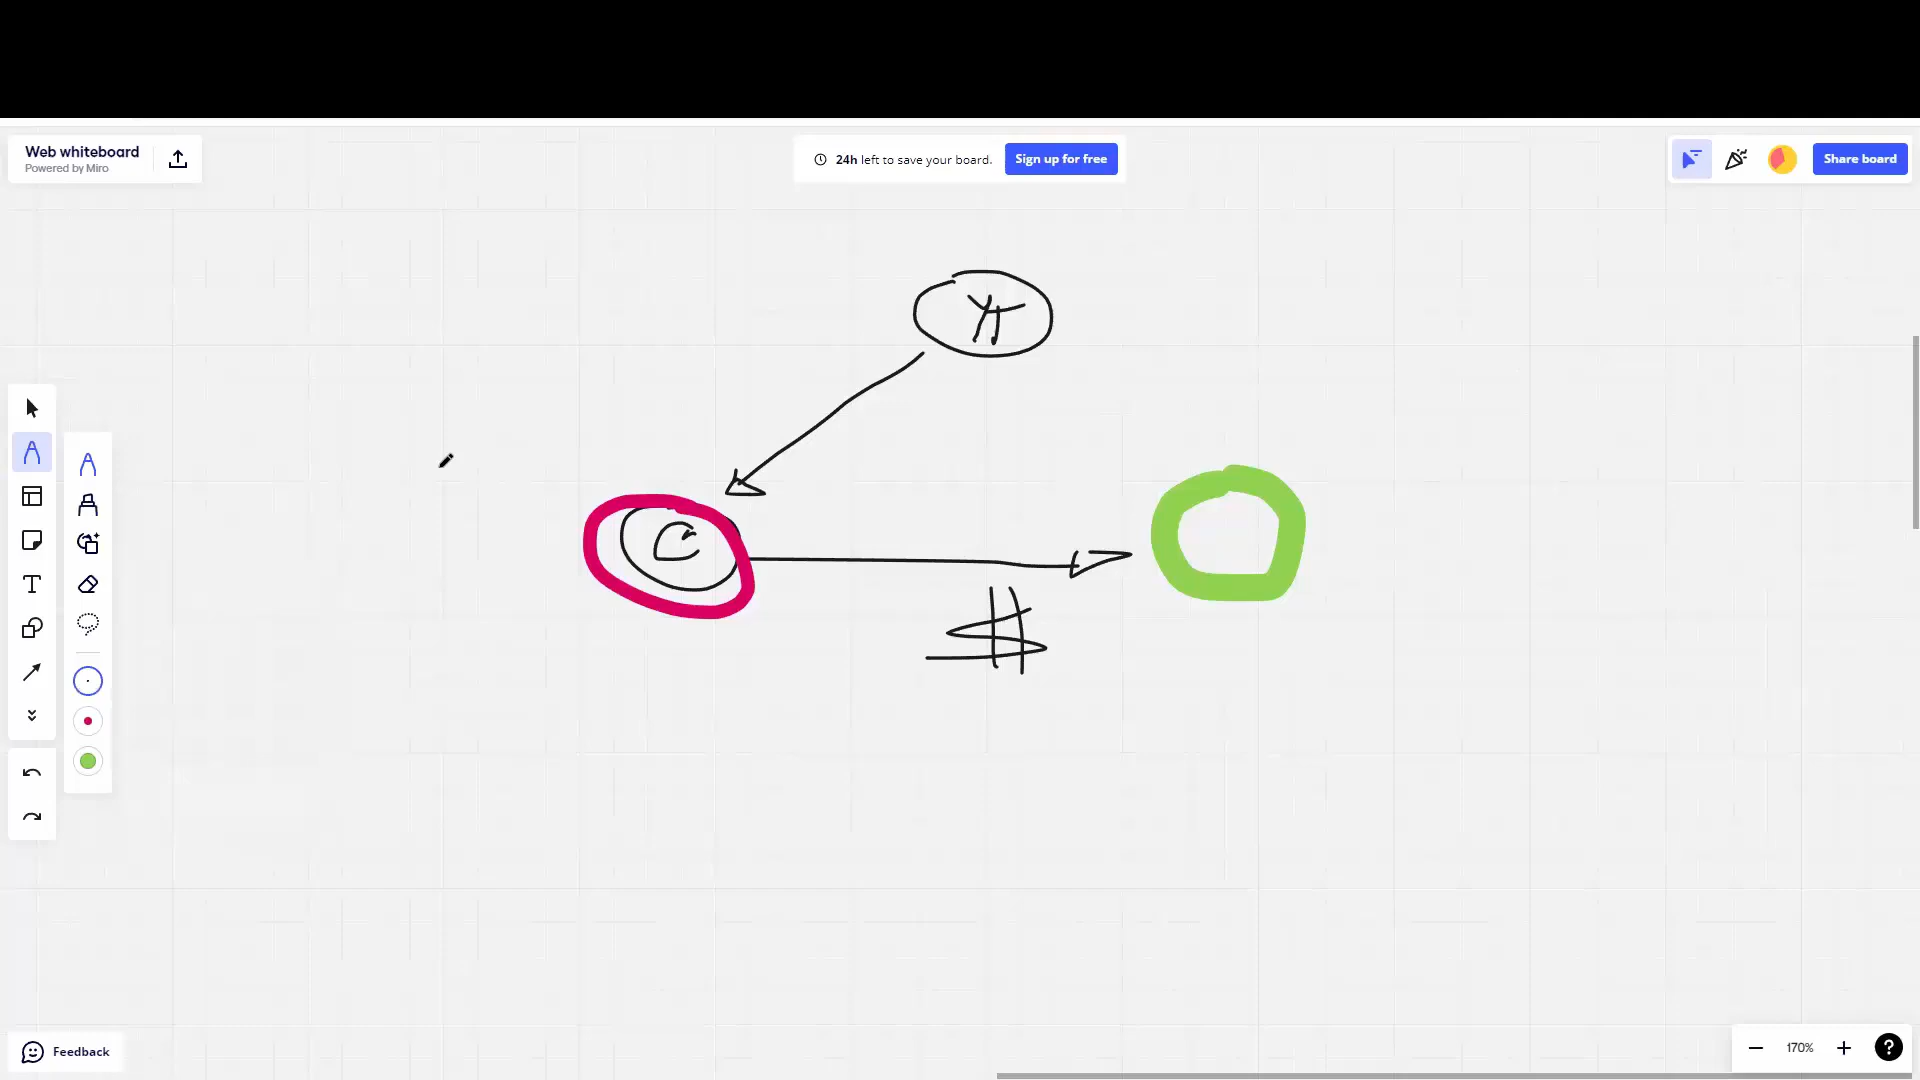 Web whiteboard
Powered by Miro
24h left to save your board.
Sign up for free
Share board
YT
C
$
T
Feedback
170%
?